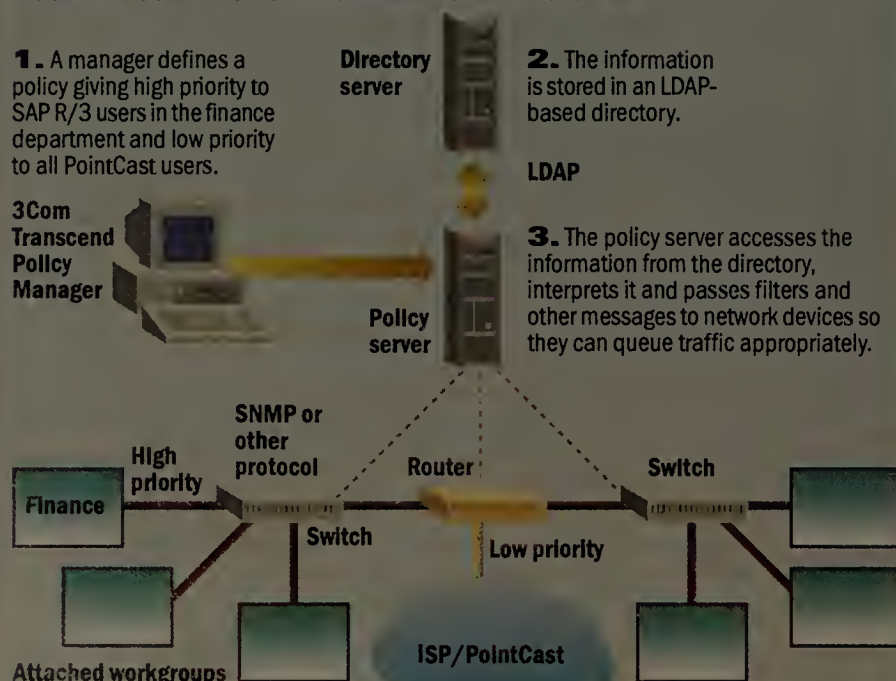 1. A manager defines a
policy giving high priority to
SAP R/3 users in the finance
department and low priority
to all PointCast users.
Directory
server
2. The information
is stored in an LDAP-
based directory.
LDAP
3Com
Transcend
Policy
Manager
Policy
server
3. The policy server accesses the
information from the directory,
interprets it and passes filters and
other messages to network devices so
they can queue traffic appropriately.
SNMP or
other
protocol
High
priority
Router
Switch
Finance
Switch
Low priority
ISP/PointCast
Attached workgroups